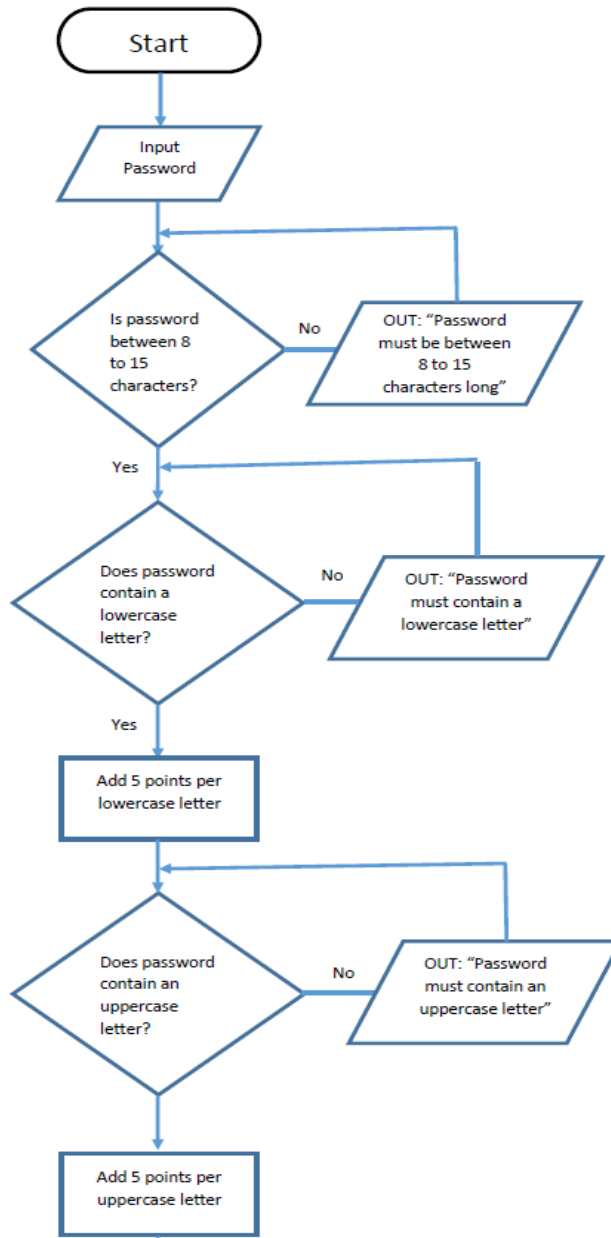 Start
Input
Password
Is password
between 8
to 15
characters?
No
OUT: “Password
must be between
8 to 15
characters long”
Yes
Does password
contain a
lowercase
letter?
No
OUT: “Password
must contain a
lowercase letter”
Yes
Add 5 points per
lowercase letter
Does password
contain an
uppercase
letter?
No
OUT: “Password
must contain an
uppercase letter”
Add 5 points per
uppercase letter